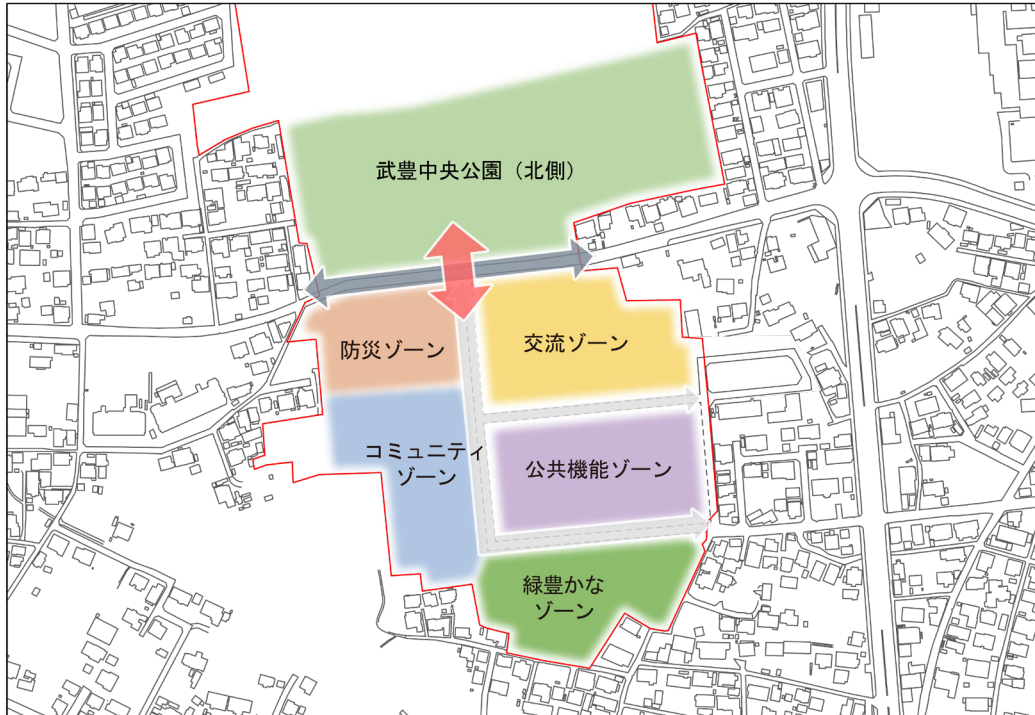 武豊中央公園（北側）
防災ゾーン
交流ゾーン
コミュニティ
ゾーン
公共機能ゾーン
緑豊かな
ゾーン